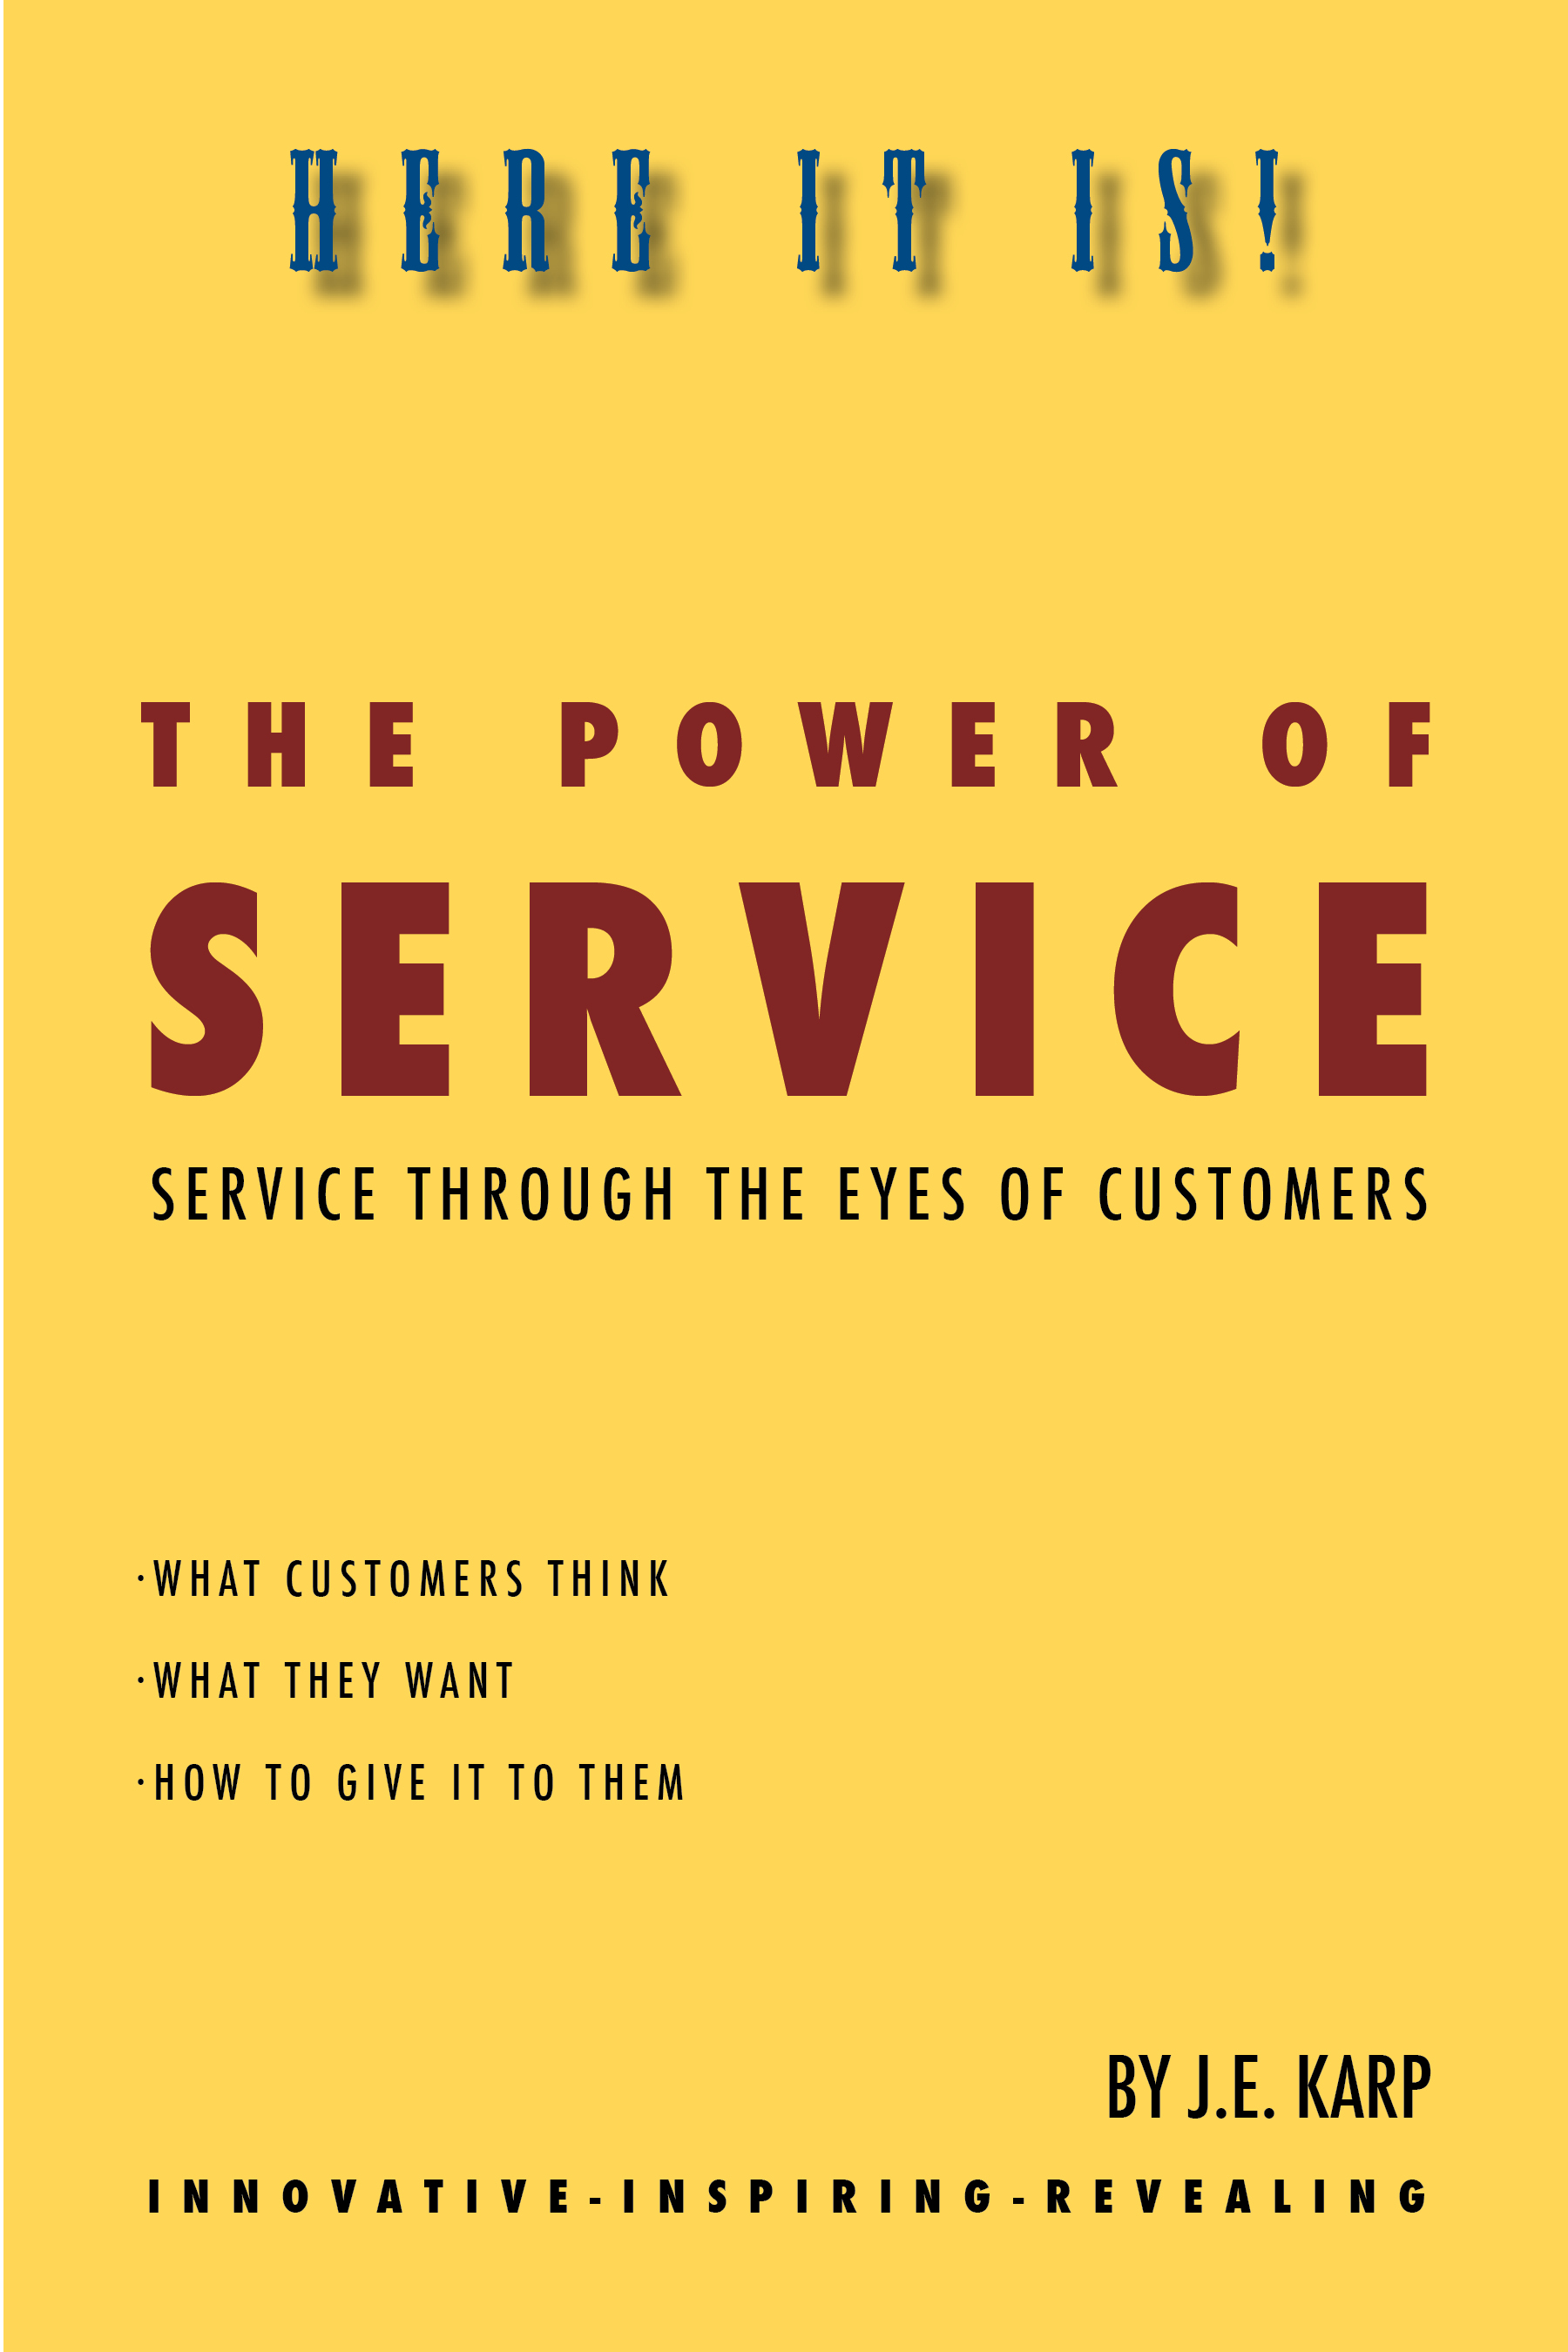 HERE IT IS!
THE POWER OF
SERVICE
SERVICE THROUGH THE EYES OF CUSTOMERS
·WHAT CUSTOMERS THINK
·WHAT THEY WANT
·HOW TO GIVE IT TO THEM
BY J.E. KARP
INNOVATIVE-INSPIRING-REVEALING